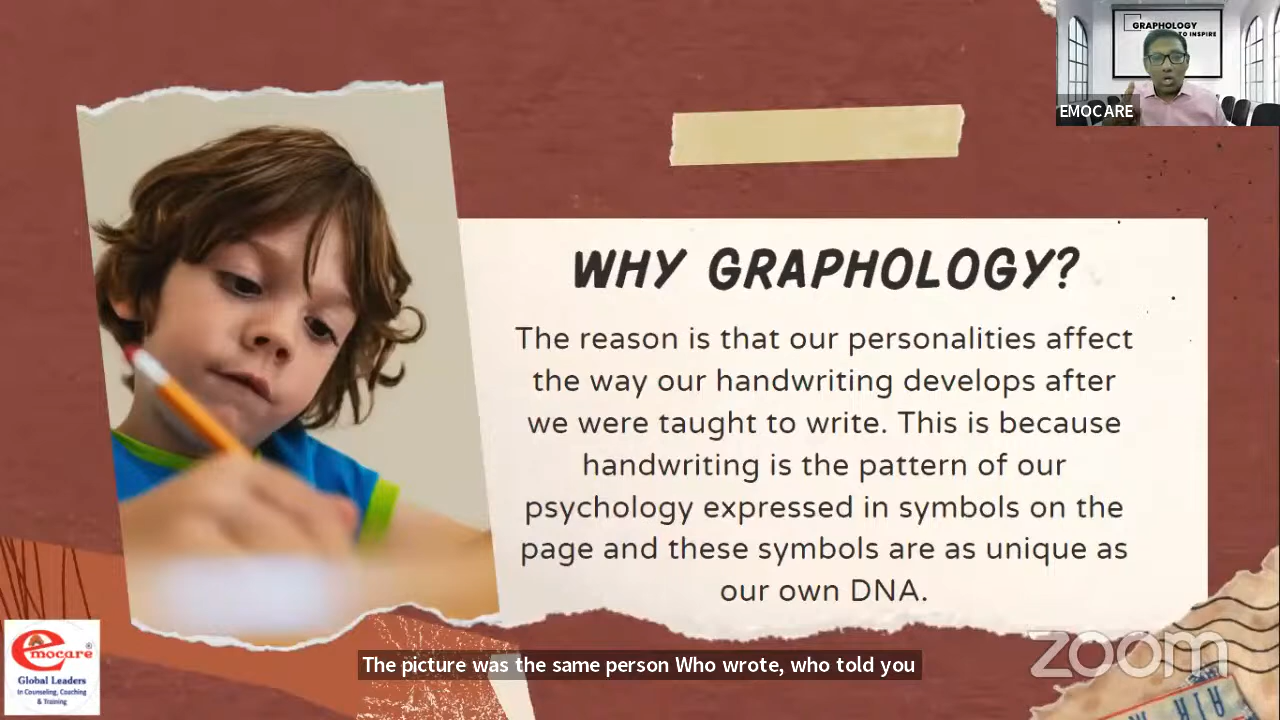 GRAPHOLOGY
TO INSPIRE
EMOCARE
WHY GRAPHOLOGY?
The reason is that our personalities affect
the way our handwriting develops after
we were taught to write. This is because
handwriting is the pattern of our
psychology expressed in symbols on the
page and these symbols are as unique as
our own DNA.
emocare®
Global Leaders
In Counseling, Coaching
& Training
The picture was the same person Who wrote, who told you
zoom
AIR